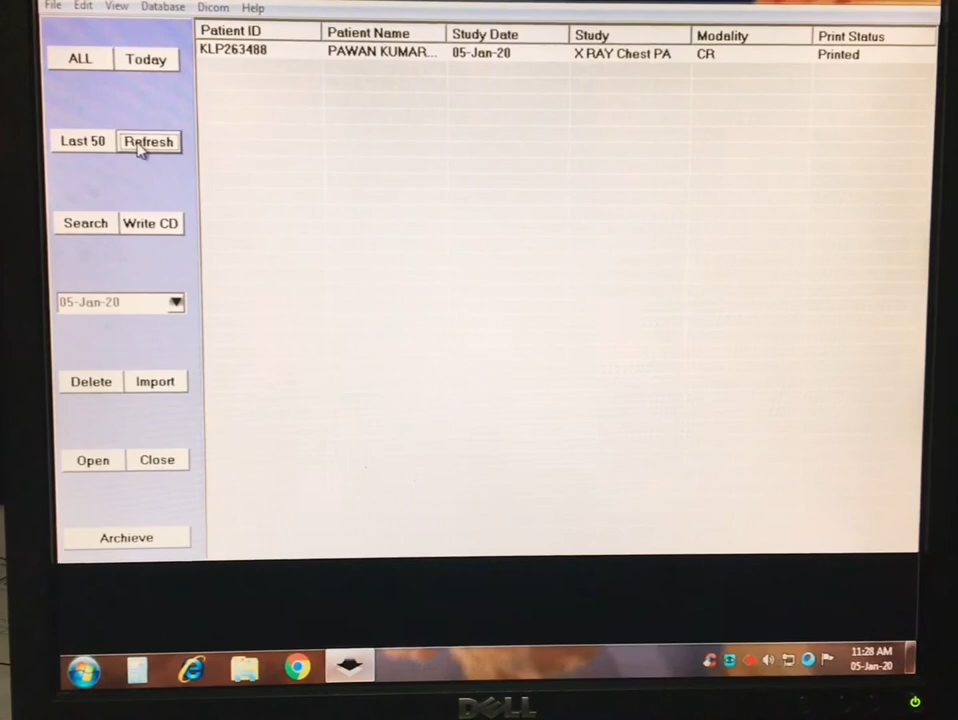 File Edit View Database Dicom Help
Patient ID Patient Name Study Date Study Modality Print Status
KLP263488 PAWAN KUMAR... 05-Jan-20 X RAY Chest PA CR Printed
ALL Today
Last 50 Refresh
Search Write CD
05-Jan-20
Delete Import
Open Close
Archieve
11:28 AM
05-Jan-20
DELL